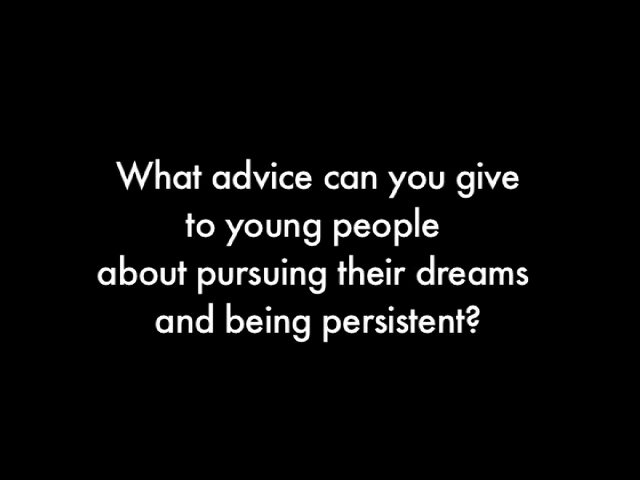 What advice can you give
to young people
about pursuing their dreams
and being persistent?